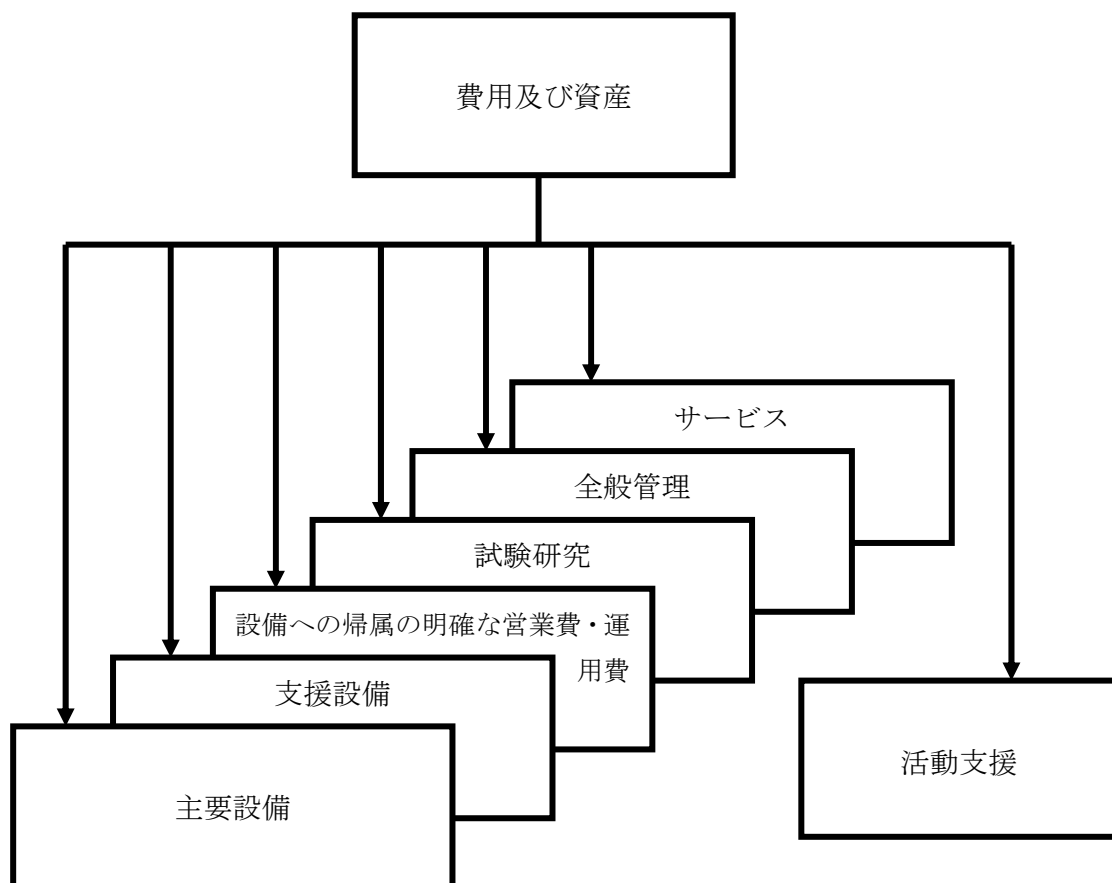 費用及び資産
サービス
全般管理
試験研究
設備への帰属の明確な営業費・運
用費
支援設備
主要設備
活動支援